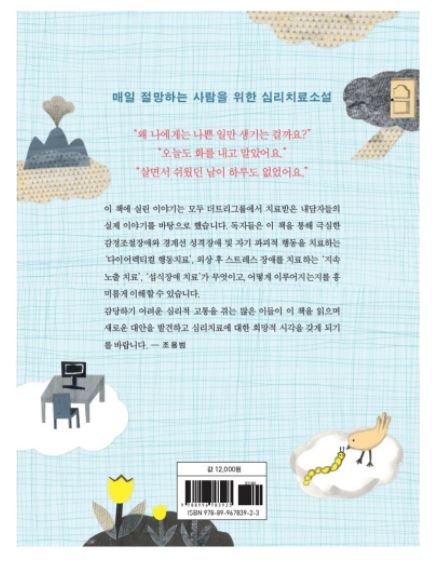 매일 절망하는 사람을 위한 심리치료소설
“왜 나에게는 나쁜 일만 생기는 걸까요?”
“오늘도 화를 내고 말았어요.”
“살면서 쉬웠던 날이 하루도 없었어요.”
이 책에 실린 이야기는 모두 더트리그룹에서 치료받은 내담자들의
실제 이야기를 바탕으로 했습니다. 독자들은 이 책을 통해 극심한
감정조절장애와 경계선 성격장애 및 자기 파괴적 행동을 치료하는
‘다이어렉티컬 행동치료’, 외상 후 스트레스 장애를 치료하는 ‘지속
노출 치료’, ‘섭식장애 치료’가 무엇이고, 어떻게 이루어지는지를 흥
미롭게 이해할 수 있습니다.
감당하기 어려운 심리적 고통을 겪는 많은 이들이 이 책을 읽으며
새로운 대안을 발견하고 심리치료에 대한 희망적 시각을 갖게 되기
를 바랍니다. — 조용범
값 12,000원
9 788996 783923
ISBN 978-89-967839-2-3